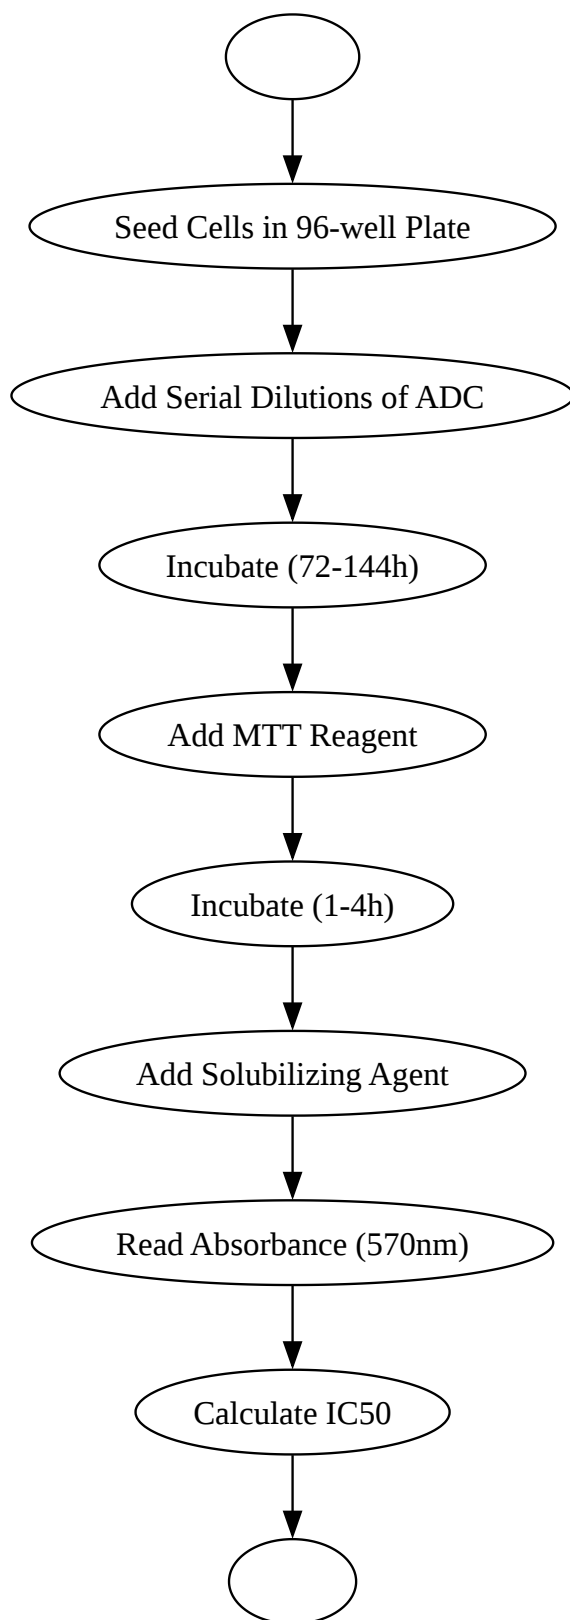 Seed Cells in 96-well Plate
Add Serial Dilutions of ADC
Incubate (72-144h)
Add MTT Reagent
Incubate (1-4h)
Add Solubilizing Agent
Read Absorbance (570nm)
Calculate IC50